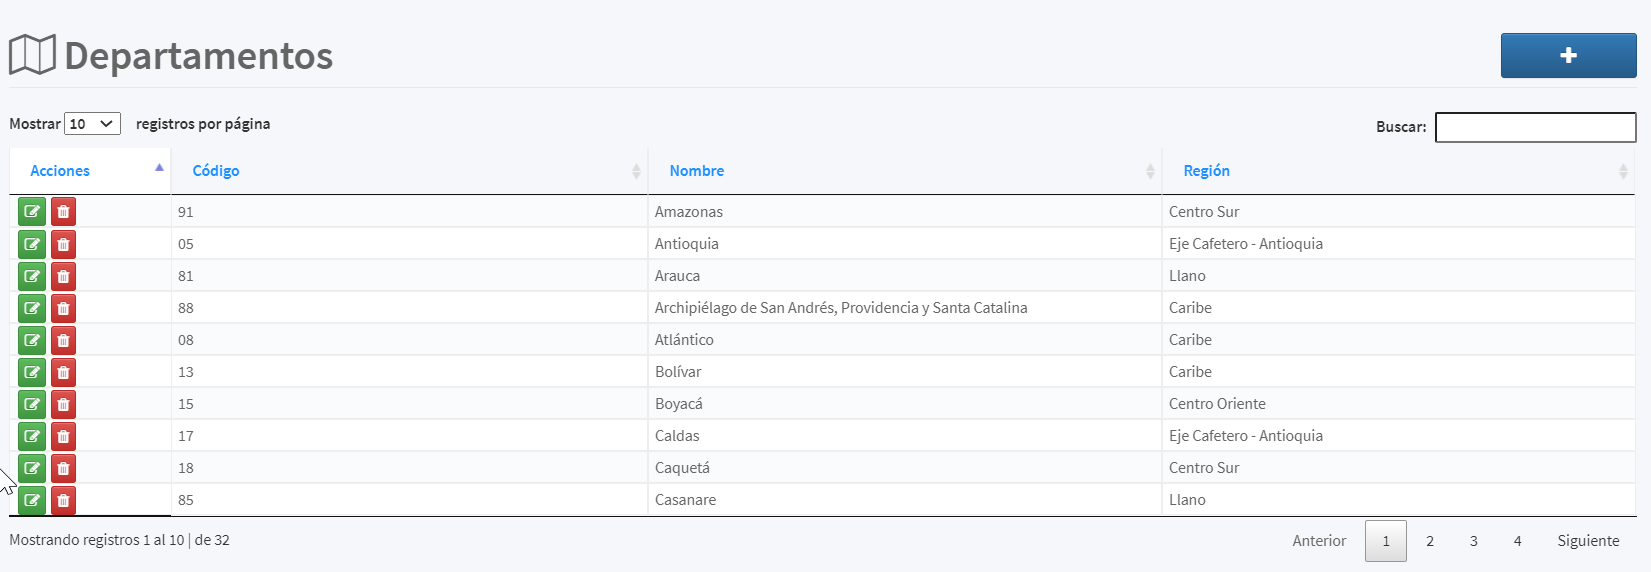 Departamentos
Mostrar 10 registros por página
Buscar:
Acciones Código Nombre Región
91 Amazonas Centro Sur
05 Antioquia Eje Cafetero - Antioquia
81 Arauca Llano
88 Archipiélago de San Andrés, Providencia y Santa Catalina Caribe
08 Atlántico Caribe
13 Bolívar Caribe
15 Boyacá Centro Oriente
17 Caldas Eje Cafetero - Antioquia
18 Caquetá Centro Sur
85 Casanare Llano
Mostrando registros 1 al 10 | de 32
Anterior 1 2 3 4 Siguiente